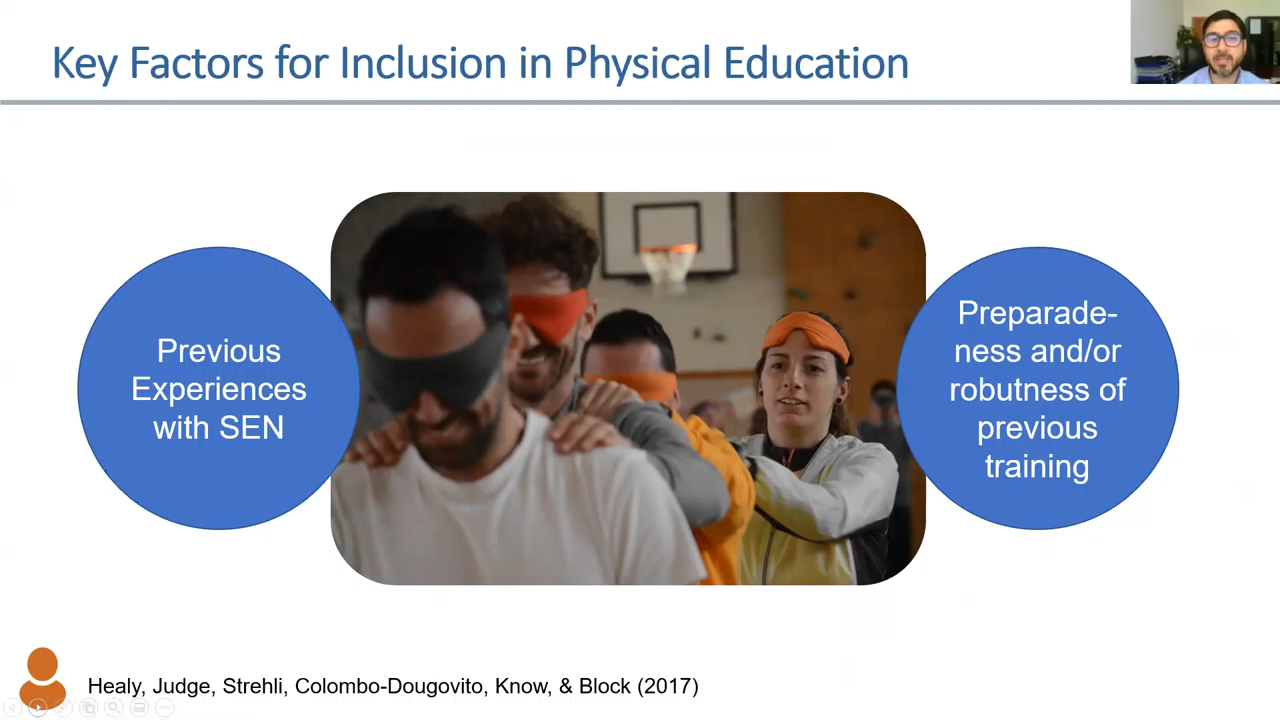 Key Factors for Inclusion in Physical Education
Previous
Experiences
with SEN
Preparade-
ness and/or
robutness of
previous
training
Healy, Judge, Strehli, Colombo-Dougovito, Know, & Block (2017)